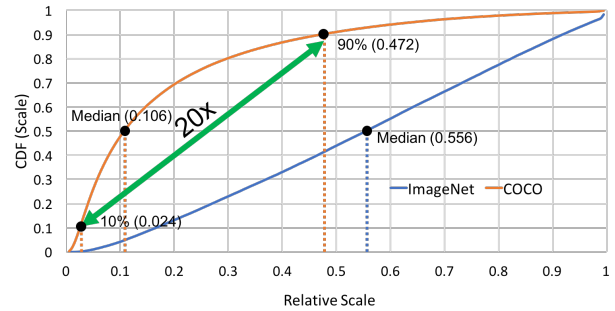 1
0.9
90% (0.472)
0.8
0.7
0.6
Median (0.106)
20x
0.5
Median (0.556)
0.4
0.3
ImageNet COCO
0.2
0.1
10% (0.024)
0
CDF (Scale)
0 0.1 0.2 0.3 0.4 0.5 0.6 0.7 0.8 0.9 1
Relative Scale